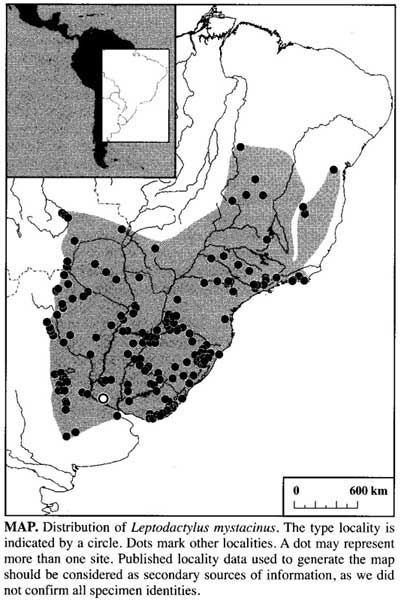 0 600 km
MAP. Distribution of Leptodactylus mystacinus. The type locality is
indicated by a circle. Dots mark other localities. A dot may represent
more than one site. Published locality data used to generate the map
should be considered as secondary sources of information, as we did
not confirm all specimen identities.